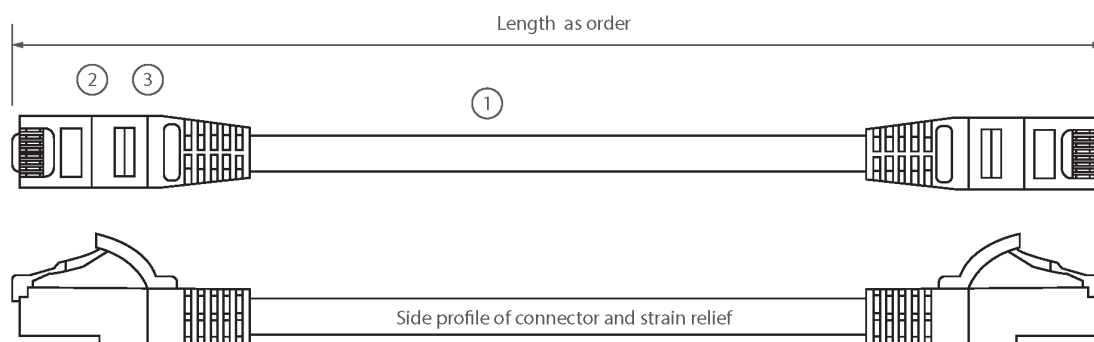 Length as order
2 3
1
Side profile of connector and strain relief